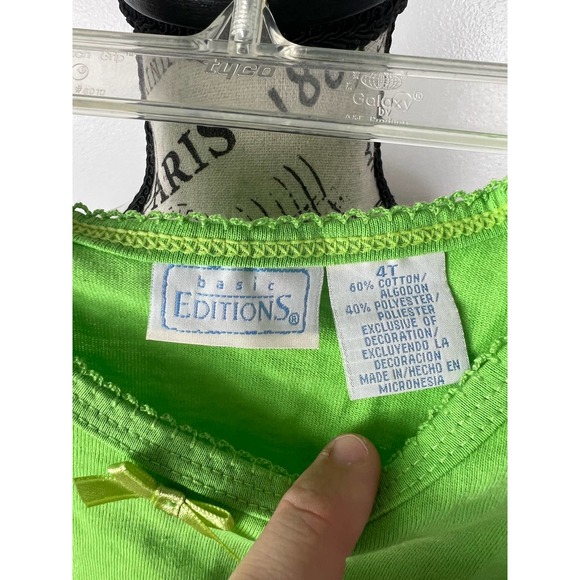 tyco
Galaxy
by
180
PARIS
basic
EDITIONS®
4T
60% COTTON/
ALGODON
40% POLYESTER/
POLIESTER
EXCLUSIVE OF
DECORATION/
EXCLUYENDO LA
DECORACION
MADE IN/HECHO EN
MICRONESIA